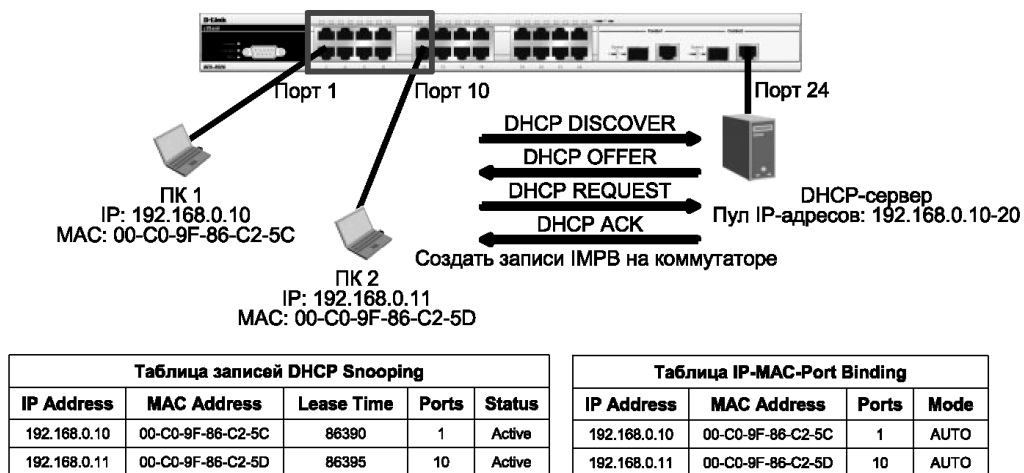 D-Link
Порт 1
Порт 10
Порт 24
DHCP DISCOVER
DHCP OFFER
DHCP REQUEST
DHCP ACK
Создать записи IMPB на коммутаторе
ПК 1
IP: 192.168.0.10
MAC: 00-C0-9F-86-C2-5C
ПК 2
IP: 192.168.0.11
MAC: 00-C0-9F-86-C2-5D
DHCP-сервер
Пул IP-адресов: 192.168.0.10-20
Таблица записей DHCP Snooping
IP Address MAC Address Lease Time Ports Status
192.168.0.10 00-C0-9F-86-C2-5C 86390 1 Active
192.168.0.11 00-C0-9F-86-C2-5D 86395 10 Active
Таблица IP-MAC-Port Binding
IP Address MAC Address Ports Mode
192.168.0.10 00-C0-9F-86-C2-5C 1 AUTO
192.168.0.11 00-C0-9F-86-C2-5D 10 AUTO